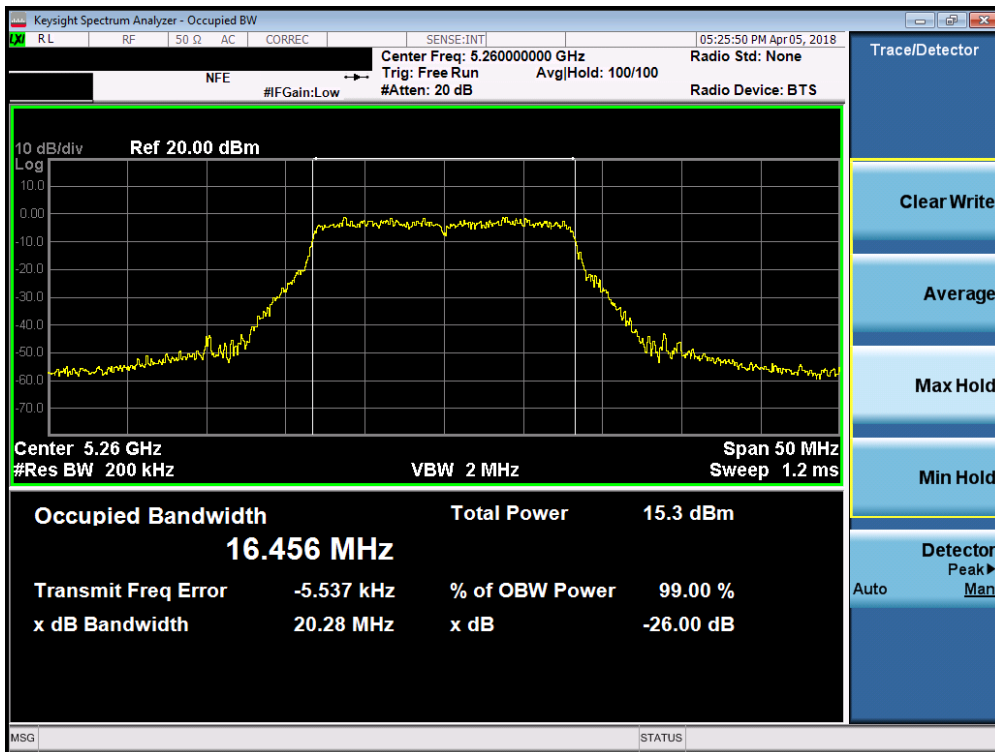 Keysight Spectrum Analyzer - Occupied BW
LXI RL RF 50 Ω AC CORREC SENSE:INT 05:25:50 PM Apr 05, 2018
Center Freq: 5.260000000 GHz Radio Std: None
NFE Trig: Free Run Avg|Hold: 100/100
#IFGain:Low #Atten: 20 dB Radio Device: BTS
10 dB/div Ref 20.00 dBm
Log
10.0
0.00
-10.0
-20.0
-30.0
-40.0
-50.0
-60.0
-70.0
Center 5.26 GHz Span 50 MHz
#Res BW 200 kHz VBW 2 MHz Sweep 1.2 ms
Occupied Bandwidth Total Power 15.3 dBm
16.456 MHz
Transmit Freq Error -5.537 kHz % of OBW Power 99.00 %
x dB Bandwidth 20.28 MHz x dB -26.00 dB
MSG STATUS
Trace/Detector
Clear Write
Average
Max Hold
Min Hold
Detector
Peak▶
Auto Man